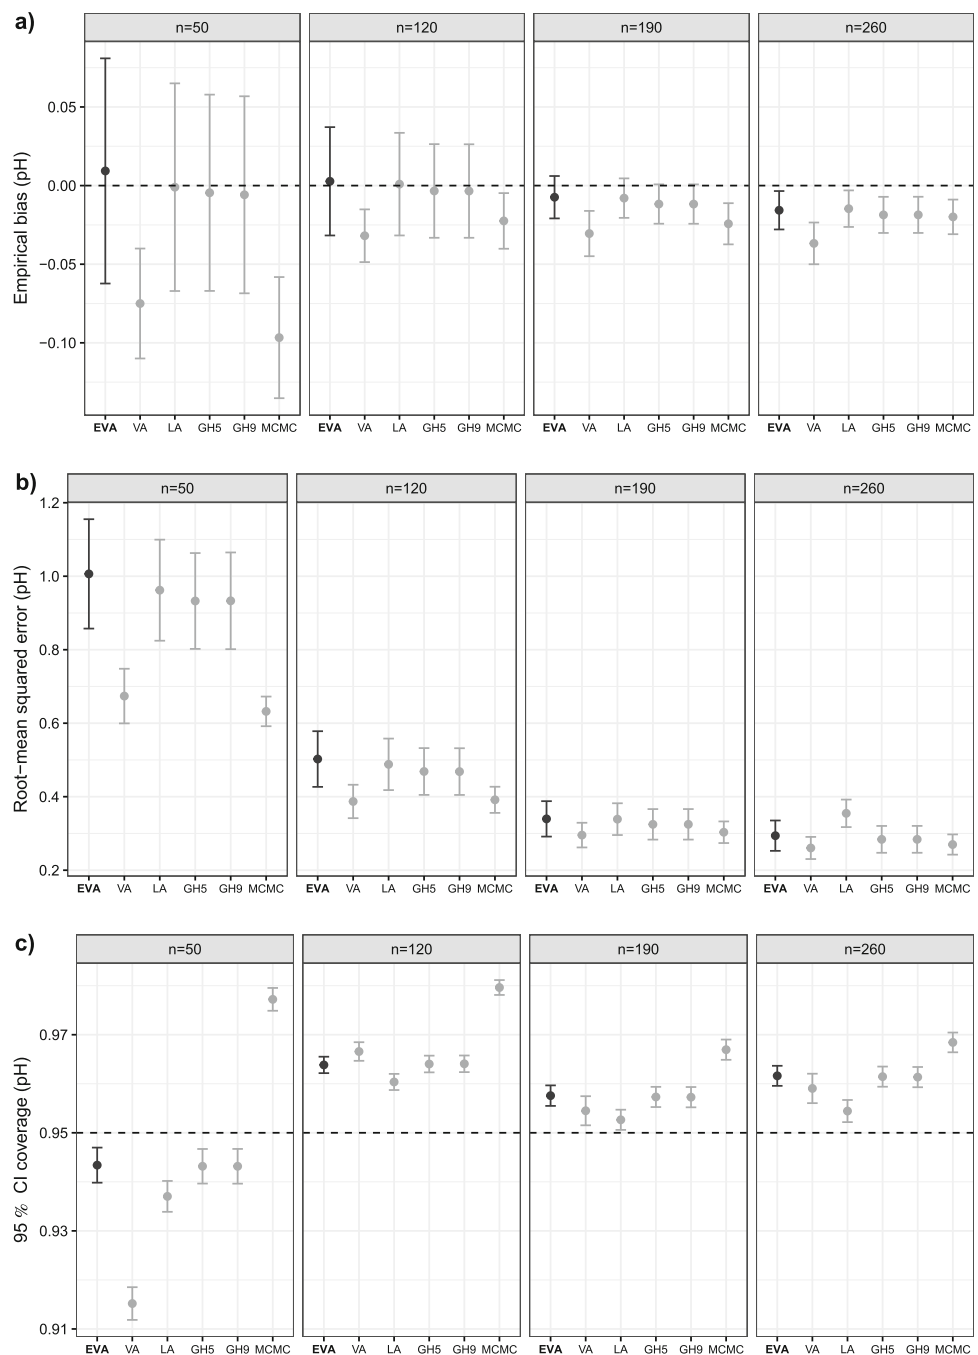 a)
n=50 n=120 n=190 n=260
Empirical bias (pH)
0.05
0.00
−0.05
−0.10
EVA VA LA GH5 GH9 MCMC EVA VA LA GH5 GH9 MCMC EVA VA LA GH5 GH9 MCMC EVA VA LA GH5 GH9 MCMC
b)
n=50 n=120 n=190 n=260
Root−mean squared error (pH)
1.2
1.0
0.8
0.6
0.4
0.2
EVA VA LA GH5 GH9 MCMC EVA VA LA GH5 GH9 MCMC EVA VA LA GH5 GH9 MCMC EVA VA LA GH5 GH9 MCMC
c)
n=50 n=120 n=190 n=260
95 % CI coverage (pH)
0.97
0.95
0.93
0.91
EVA VA LA GH5 GH9 MCMC EVA VA LA GH5 GH9 MCMC EVA VA LA GH5 GH9 MCMC EVA VA LA GH5 GH9 MCMC